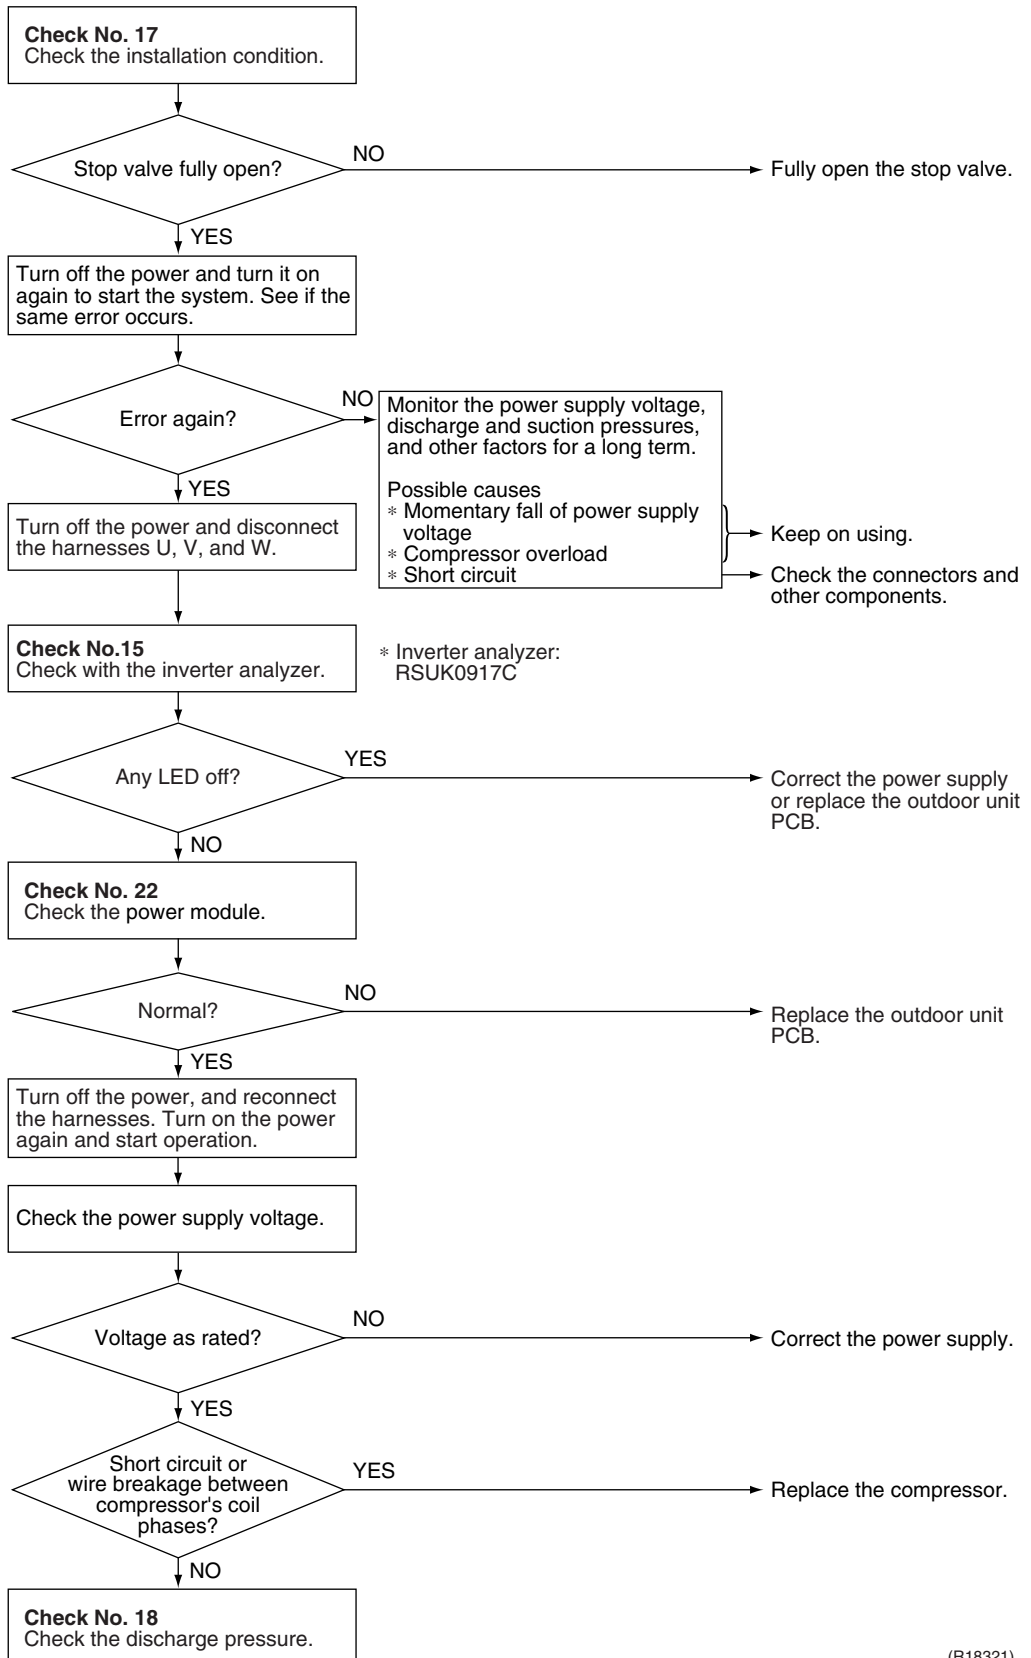 Check No. 17
Check the installation condition.
Stop valve fully open?
NO
Fully open the stop valve.
YES
Turn off the power and turn it on
again to start the system. See if the
same error occurs.
Error again?
NO
Monitor the power supply voltage,
discharge and suction pressures,
and other factors for a long term.
Possible causes
* Momentary fall of power supply
voltage
* Compressor overload
* Short circuit
Keep on using.
Check the connectors and
other components.
YES
Turn off the power and disconnect
the harnesses U, V, and W.
Check No.15
Check with the inverter analyzer.
* Inverter analyzer:
RSUK0917C
Any LED off?
YES
Correct the power supply
or replace the outdoor unit
PCB.
NO
Check No. 22
Check the power module.
Normal?
NO
Replace the outdoor unit
PCB.
YES
Turn off the power, and reconnect
the harnesses. Turn on the power
again and start operation.
Check the power supply voltage.
Voltage as rated?
NO
Correct the power supply.
YES
Short circuit or
wire breakage between
compressor's coil
phases?
YES
Replace the compressor.
NO
Check No. 18
Check the discharge pressure.
(R18321)